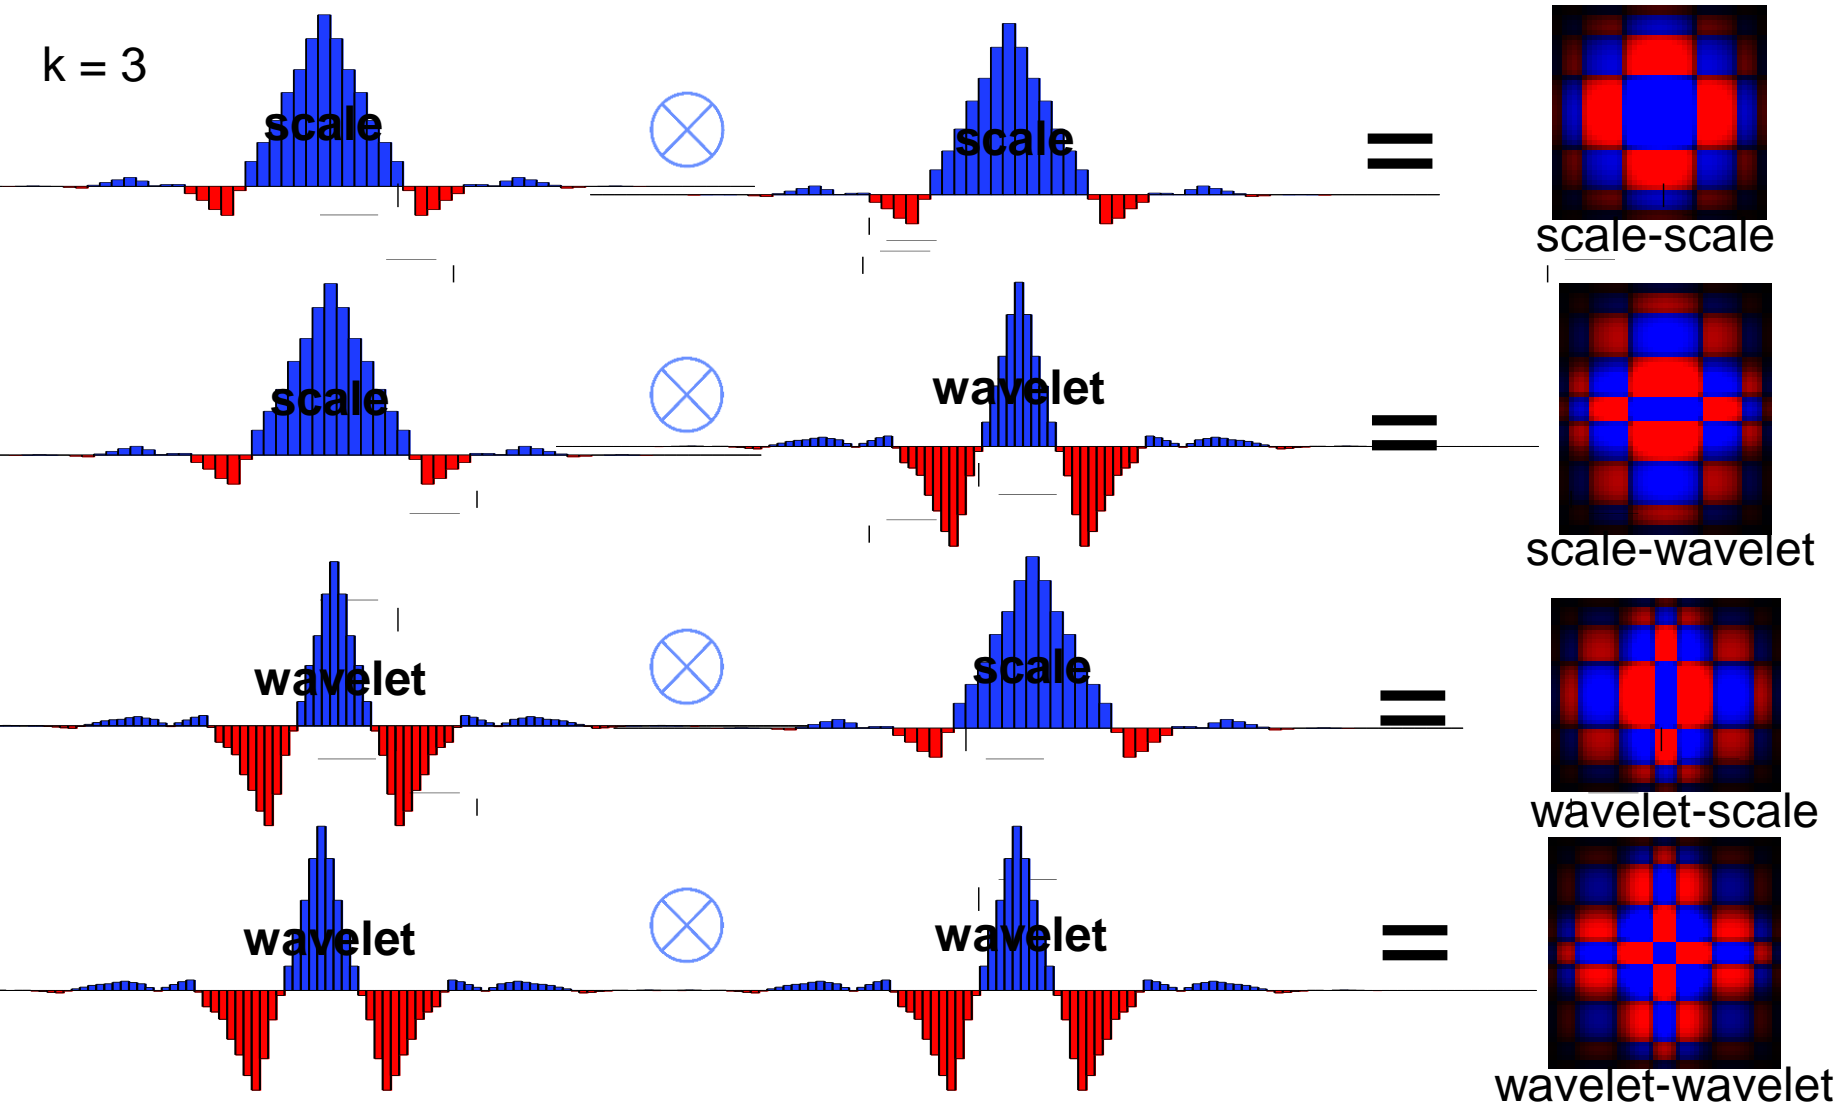 k = 3
scale
scale
=
scale-scale
scale
wavelet
=
scale-wavelet
wavelet
scale
=
wavelet-scale
wavelet
wavelet
=
wavelet-wavelet